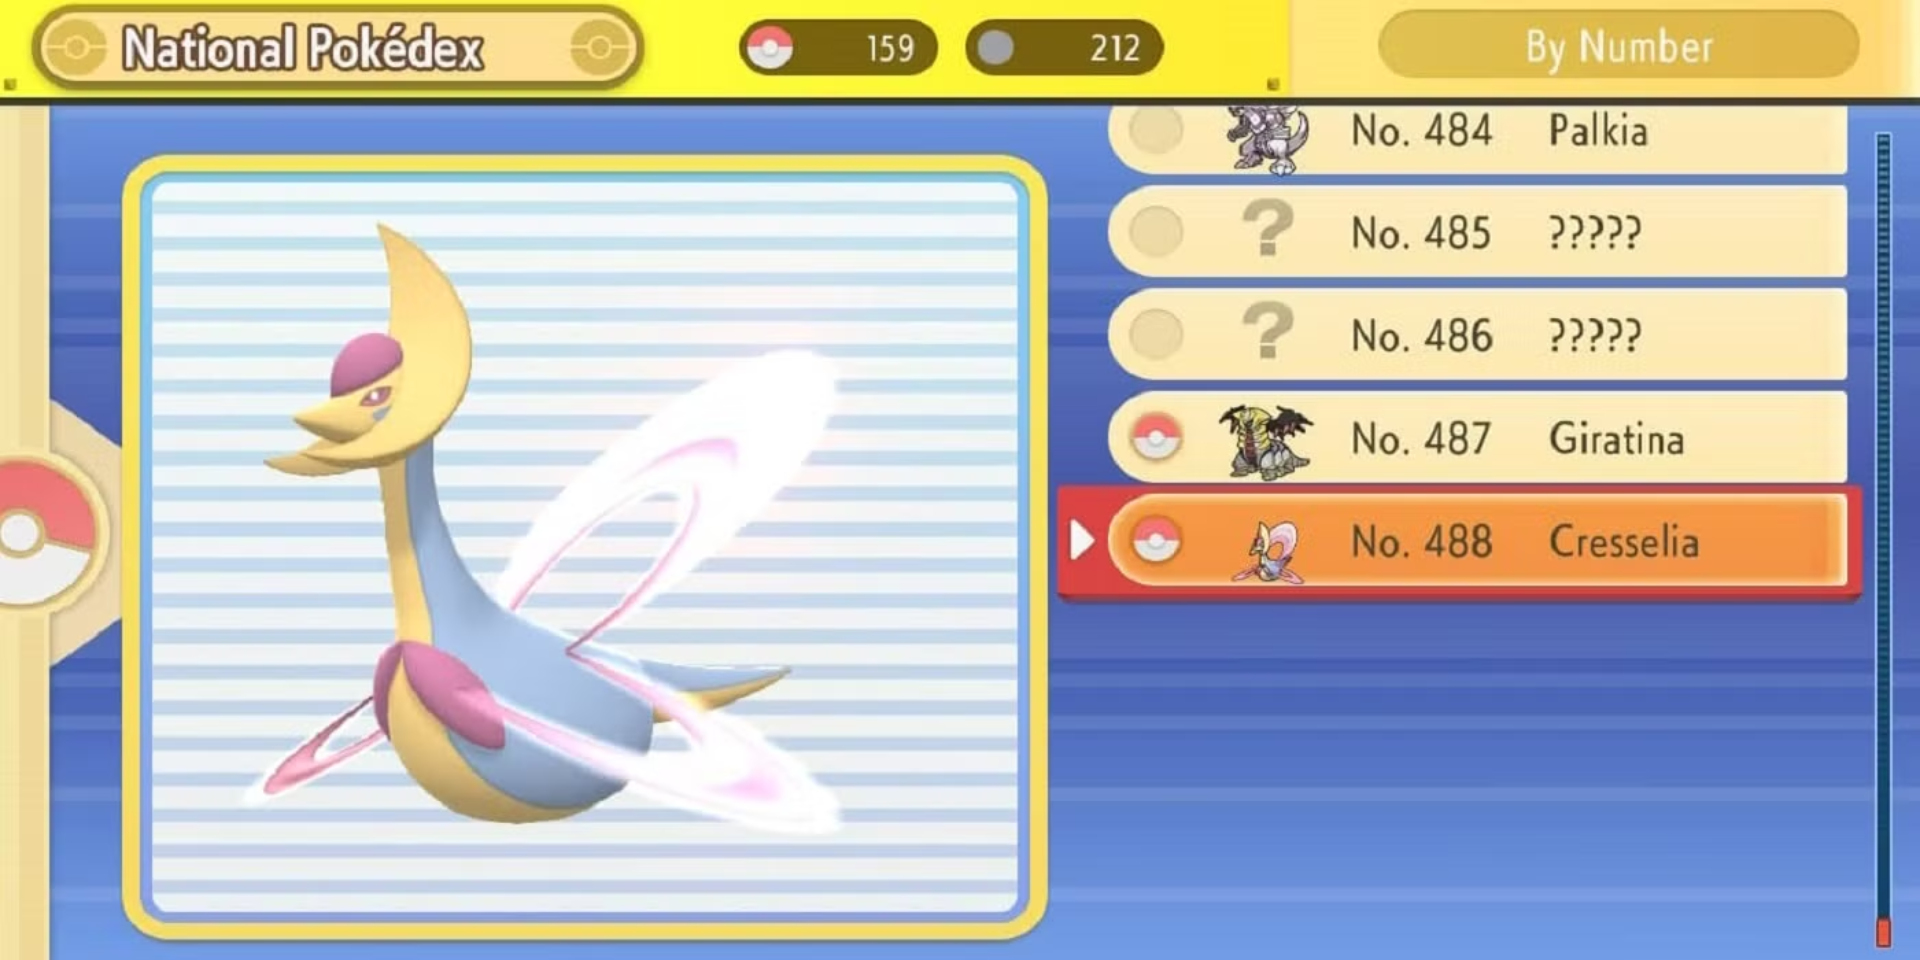 National Pokédex
159
212
By Number
No. 484 Palkia
No. 485 ?????
No. 486 ?????
No. 487 Giratina
No. 488 Cresselia